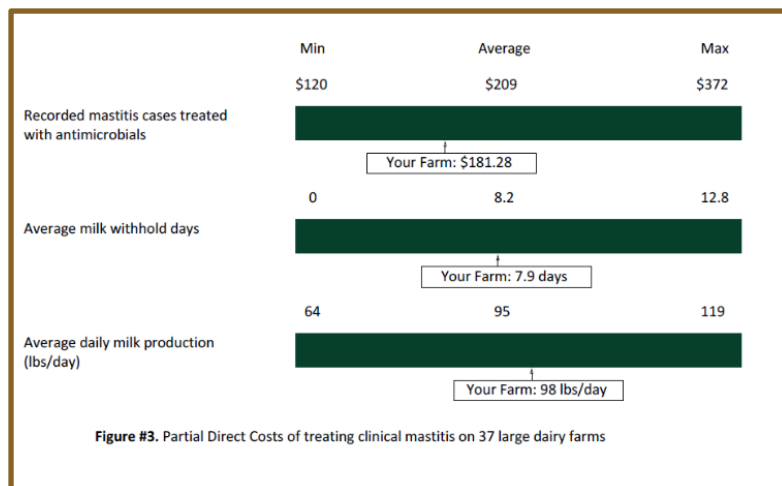 Min Average Max
$120 $209 $372
Recorded mastitis cases treated
with antimicrobials
Your Farm: $181.28
0 8.2 12.8
Average milk withhold days
Your Farm: 7.9 days
64 95 119
Average daily milk production
(lbs/day)
Your Farm: 98 lbs/day
Figure #3. Partial Direct Costs of treating clinical mastitis on 37 large dairy farms